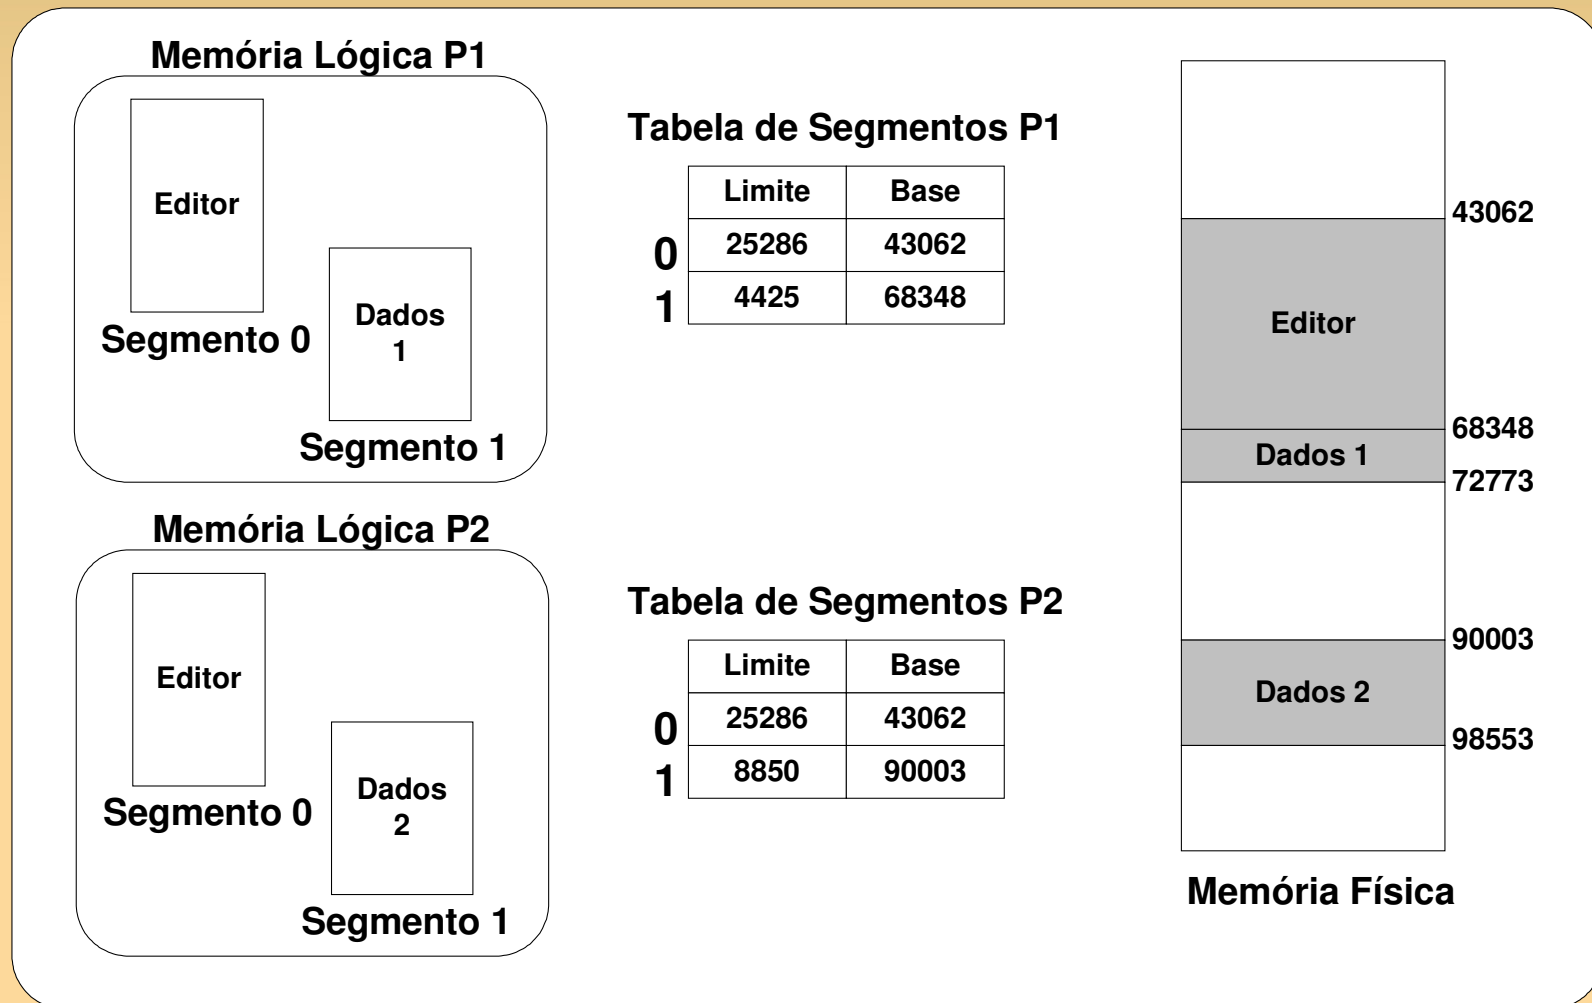 Memória Lógica P1
Editor
Segmento 0
Dados
1
Segmento 1
Tabela de Segmentos P1
Limite Base
0 25286 43062
1 4425 68348
Memória Lógica P2
Editor
Segmento 0
Dados
2
Segmento 1
Tabela de Segmentos P2
Limite Base
0 25286 43062
1 8850 90003
43062
Editor
68348
Dados 1
72773
90003
Dados 2
98553
Memória Física